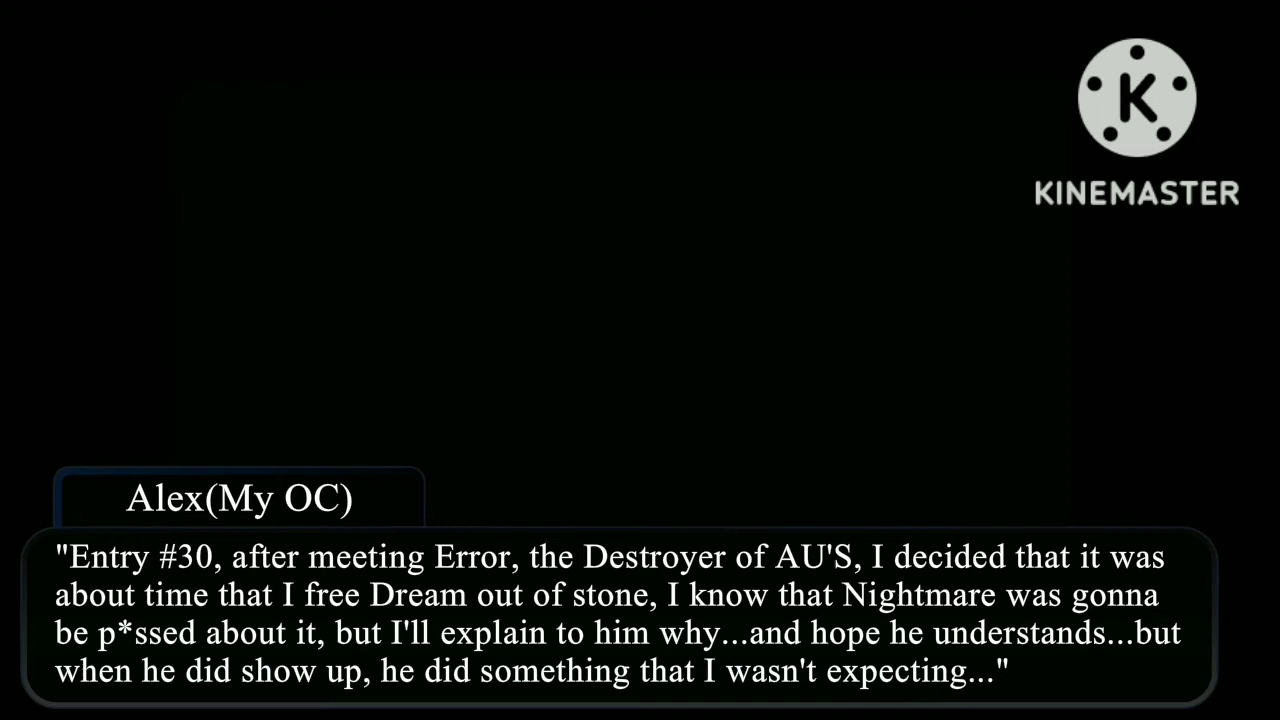 K
KINEMASTER
Alex(My OC)
"Entry #30, after meeting Error, the Destroyer of AU'S, I decided that it was
about time that I free Dream out of stone, I know that Nightmare was gonna
be p*ssed about it, but I'll explain to him why...and hope he understands...but
when he did show up, he did something that I wasn't expecting..."